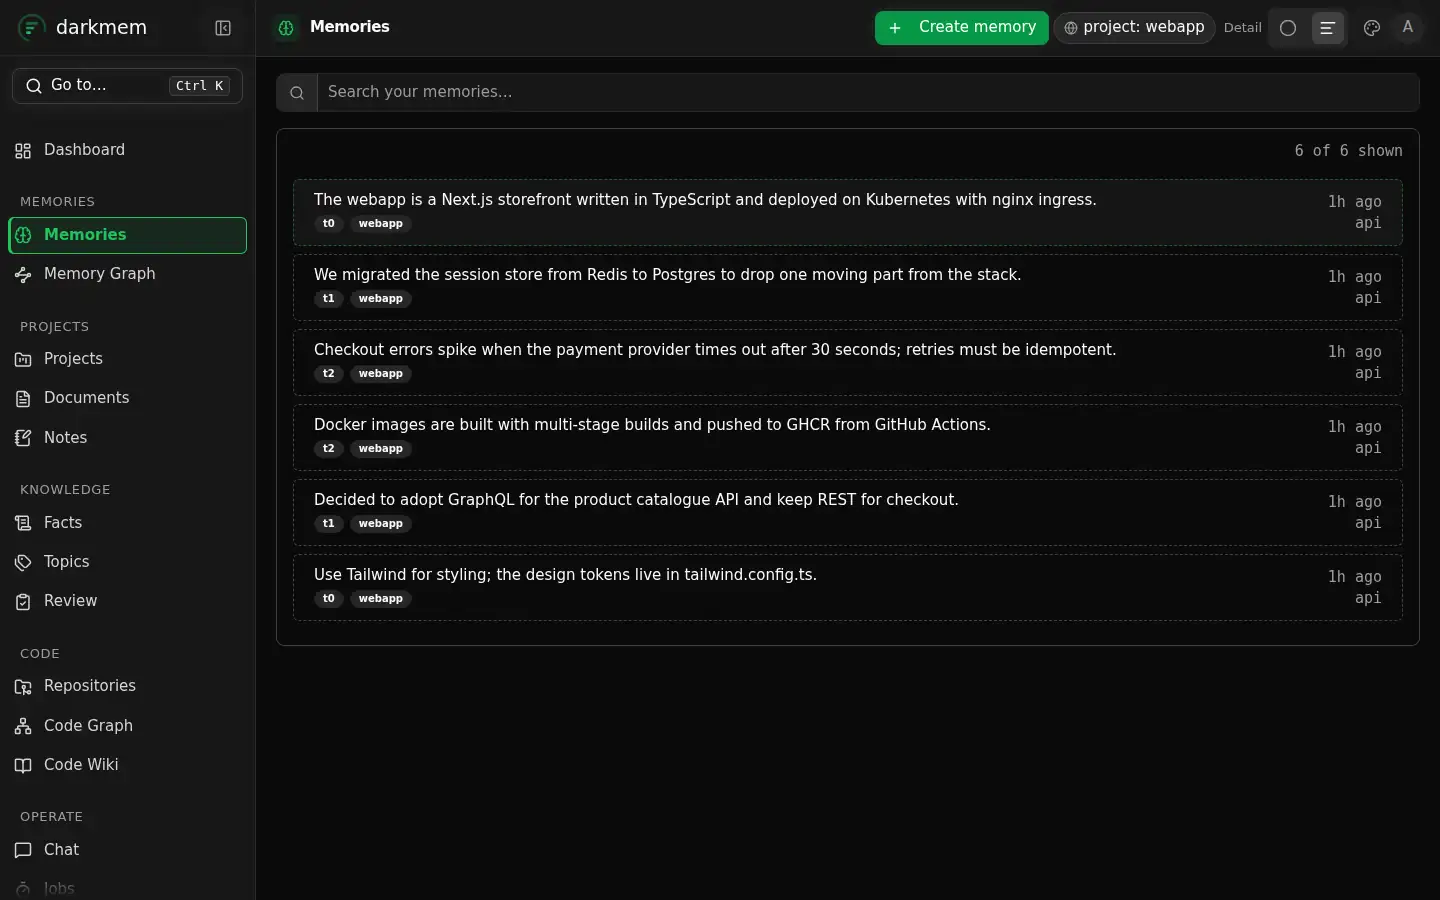 darkmem
Go to...
Ctrl K
Dashboard
MEMORIES
Memories
Memory Graph
PROJECTS
Projects
Documents
Notes
KNOWLEDGE
Facts
Topics
Review
CODE
Repositories
Code Graph
Code Wiki
OPERATE
Chat
Jobs
Memories
Create memory
project: webapp
Detail
A
Search your memories...
6 of 6 shown
The webapp is a Next.js storefront written in TypeScript and deployed on Kubernetes with nginx ingress.
1h ago
t0 webapp
api
We migrated the session store from Redis to Postgres to drop one moving part from the stack.
1h ago
t1 webapp
api
Checkout errors spike when the payment provider times out after 30 seconds; retries must be idempotent.
1h ago
t2 webapp
api
Docker images are built with multi-stage builds and pushed to GHCR from GitHub Actions.
1h ago
t2 webapp
api
Decided to adopt GraphQL for the product catalogue API and keep REST for checkout.
1h ago
t1 webapp
api
Use Tailwind for styling; the design tokens live in tailwind.config.ts.
1h ago
t0 webapp
api